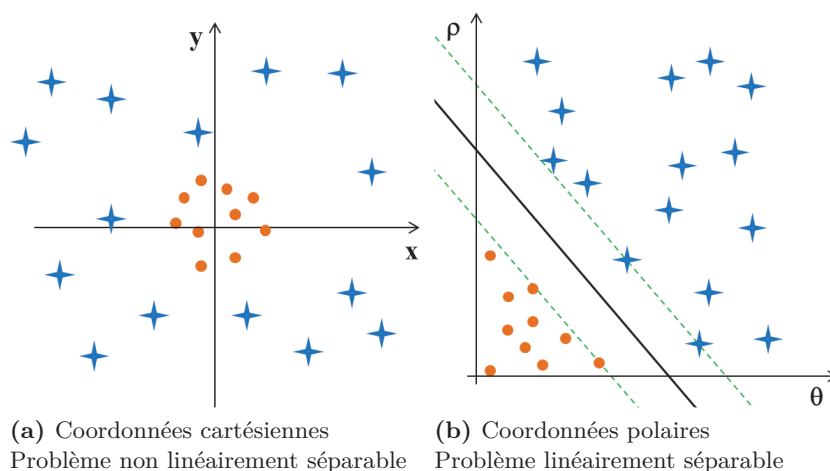 y
x
ρ
θ
(a) Coordonnées cartésiennes
Problème non linéairement séparable
(b) Coordonnées polaires
Problème linéairement séparable